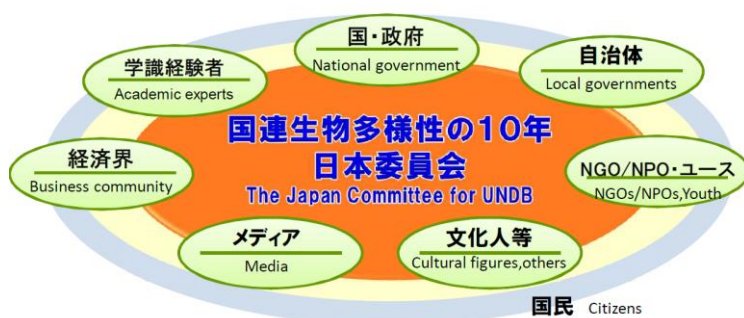 国・政府
National government
学識経験者
Academic experts
自治体
Local governments
国連生物多様性の10年
日本委員会
The Japan Committee for UNDB
経済界
Business community
NGO/NPO・ユース
NGOs/NPOs,Youth
メディア
Media
文化人等
Cultural figures,others
国民 Citizens